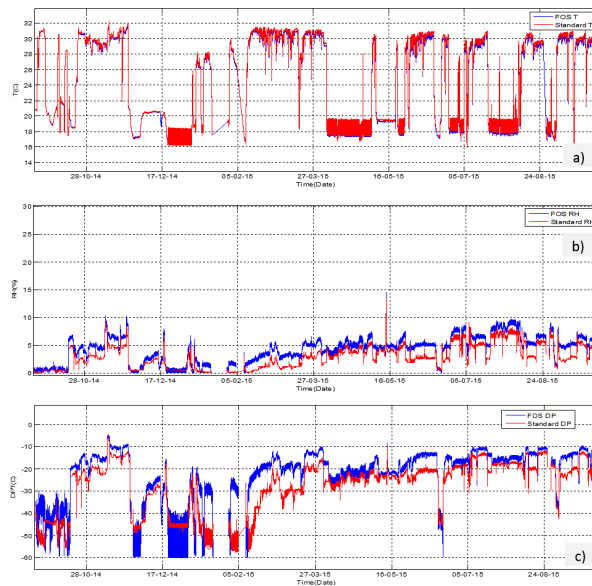 32
30
28
26
24
22
20
18
16
14
T(C)
FOS T
Standard T
a)
28-10-14 17-12-14 05-02-15 27-03-15 16-05-15 05-07-15 24-08-15
Time(Date)
30
25
20
15
10
5
0
RH(%)
FOS RH
Standard RH
b)
28-10-14 17-12-14 05-02-15 27-03-15 16-05-15 05-07-15 24-08-15
Time(Date)
0
-10
-20
-30
-40
-50
-60
DPT(C)
FOS DP
Standard DP
c)
28-10-14 17-12-14 05-02-15 27-03-15 16-05-15 05-07-15 24-08-15
Time(Date)